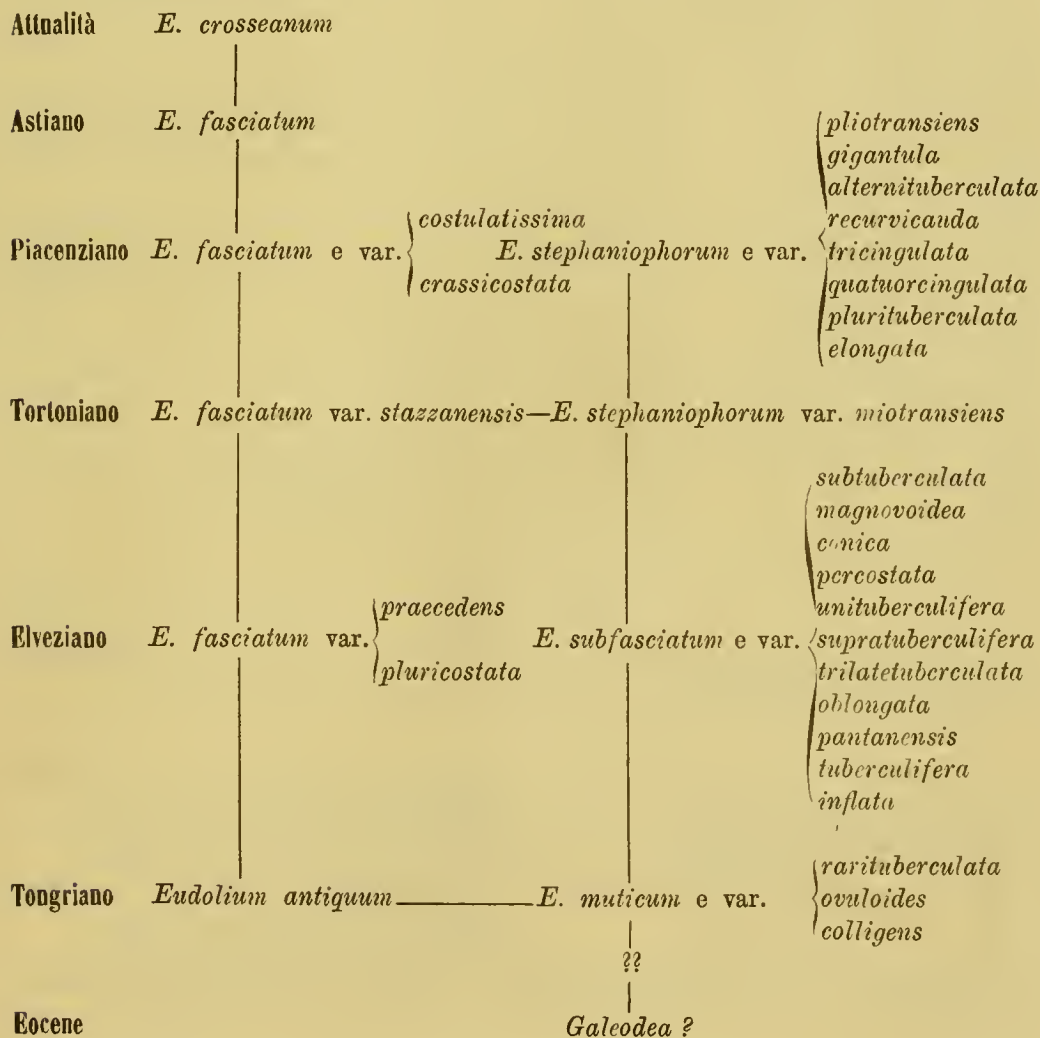 Attualità E. crosseanum
Astiano E. fasciatum
pliotransiens
gigantula
alternituberculata
recurvicauda
Piacenziano E. fasciatum e var. costulatissima crassicostata E. stephaniophorum e var. tricingulata
quatuorcingulata
plurituberculata
elongata
Tortoniano E. fasciatum var. stazzanensis—E. stephaniophorum var. miotransiens
subtuberculata
magnovoidea
conica
percostata
unituberculifera
Elveziano E. fasciatum var. praecedens pluricostata E. subfasciatum e var. supratuberculifera
trilatetuberculata
oblongata
pantanensis
tuberculifera
inflata
Tongriano Eudolium antiquum E. muticum e var. rarituberculata
ovuloides
colligens
??
Eocene Galeodea ?